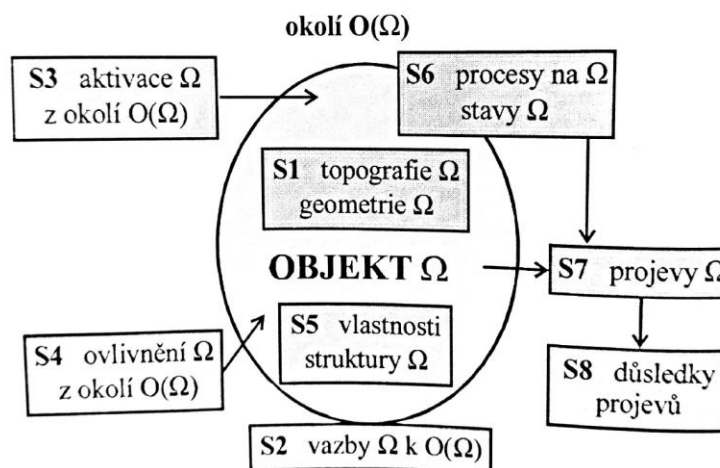 okolí O(Ω)
S3 aktivace Ω
z okolí O(Ω)
S6 procesy na Ω
stavy Ω
S1 topografie Ω
geometrie Ω
OBJEKT Ω
S7 projevy Ω
S4 ovlivnění Ω
z okolí O(Ω)
S5 vlastnosti
struktury Ω
S8 důsledky
projevů
S2 vazby Ω k O(Ω)